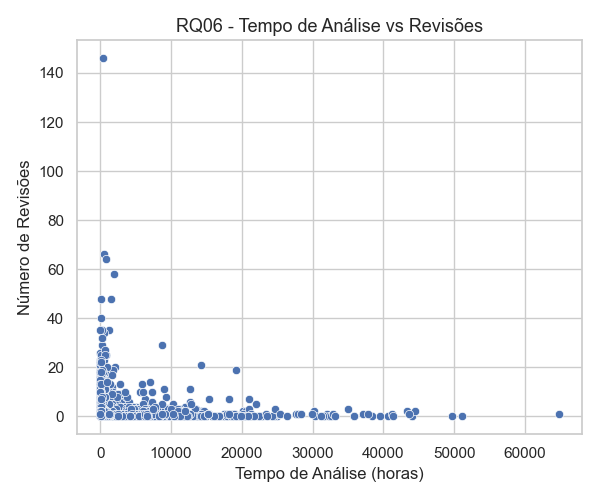 RQ06 - Tempo de Análise vs Revisões
140
120
100
80
60
40
20
0
Número de Revisões
0 10000 20000 30000 40000 50000 60000
Tempo de Análise (horas)